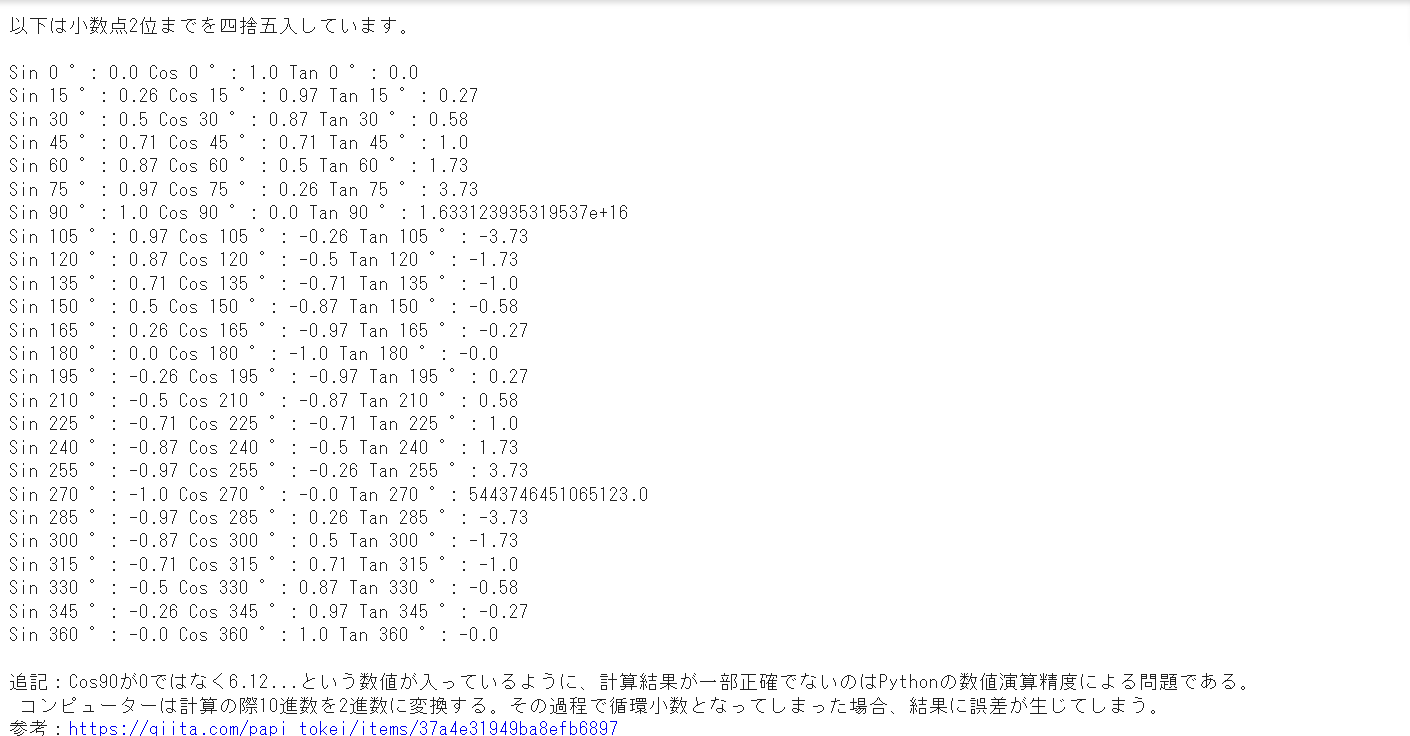 以下は小数点2位までを四捨五入しています。
Sin 0 ° : 0.0 Cos 0 ° : 1.0 Tan 0 ° : 0.0
Sin 15 ° : 0.26 Cos 15 ° : 0.97 Tan 15 ° : 0.27
Sin 30 ° : 0.5 Cos 30 ° : 0.87 Tan 30 ° : 0.58
Sin 45 ° : 0.71 Cos 45 ° : 0.71 Tan 45 ° : 1.0
Sin 60 ° : 0.87 Cos 60 ° : 0.5 Tan 60 ° : 1.73
Sin 75 ° : 0.97 Cos 75 ° : 0.26 Tan 75 ° : 3.73
Sin 90 ° : 1.0 Cos 90 ° : 0.0 Tan 90 ° : 1.633123935319537e+16
Sin 105 ° : 0.97 Cos 105 ° : -0.26 Tan 105 ° : -3.73
Sin 120 ° : 0.87 Cos 120 ° : -0.5 Tan 120 ° : -1.73
Sin 135 ° : 0.71 Cos 135 ° : -0.71 Tan 135 ° : -1.0
Sin 150 ° : 0.5 Cos 150 ° : -0.87 Tan 150 ° : -0.58
Sin 165 ° : 0.26 Cos 165 ° : -0.97 Tan 165 ° : -0.27
Sin 180 ° : 0.0 Cos 180 ° : -1.0 Tan 180 ° : -0.0
Sin 195 ° : -0.26 Cos 195 ° : -0.97 Tan 195 ° : 0.27
Sin 210 ° : -0.5 Cos 210 ° : -0.87 Tan 210 ° : 0.58
Sin 225 ° : -0.71 Cos 225 ° : -0.71 Tan 225 ° : 1.0
Sin 240 ° : -0.87 Cos 240 ° : -0.5 Tan 240 ° : 1.73
Sin 255 ° : -0.97 Cos 255 ° : -0.26 Tan 255 ° : 3.73
Sin 270 ° : -1.0 Cos 270 ° : -0.0 Tan 270 ° : 5443746451065123.0
Sin 285 ° : -0.97 Cos 285 ° : 0.26 Tan 285 ° : -3.73
Sin 300 ° : -0.87 Cos 300 ° : 0.5 Tan 300 ° : -1.73
Sin 315 ° : -0.71 Cos 315 ° : 0.71 Tan 315 ° : -1.0
Sin 330 ° : -0.5 Cos 330 ° : 0.87 Tan 330 ° : -0.58
Sin 345 ° : -0.26 Cos 345 ° : 0.97 Tan 345 ° : -0.27
Sin 360 ° : -0.0 Cos 360 ° : 1.0 Tan 360 ° : -0.0
追記：Cos90が0ではなく6.12...という数値が入っているように、計算結果が一部正確でないのはPythonの数値演算精度による問題である。
コンピューターは計算の際10進数を2進数に変換する。その過程で循環小数となってしまった場合、結果に誤差が生じてしまう。
参考：https://qiita.com/papi_tokei/items/37a4e31949ba8efb6897